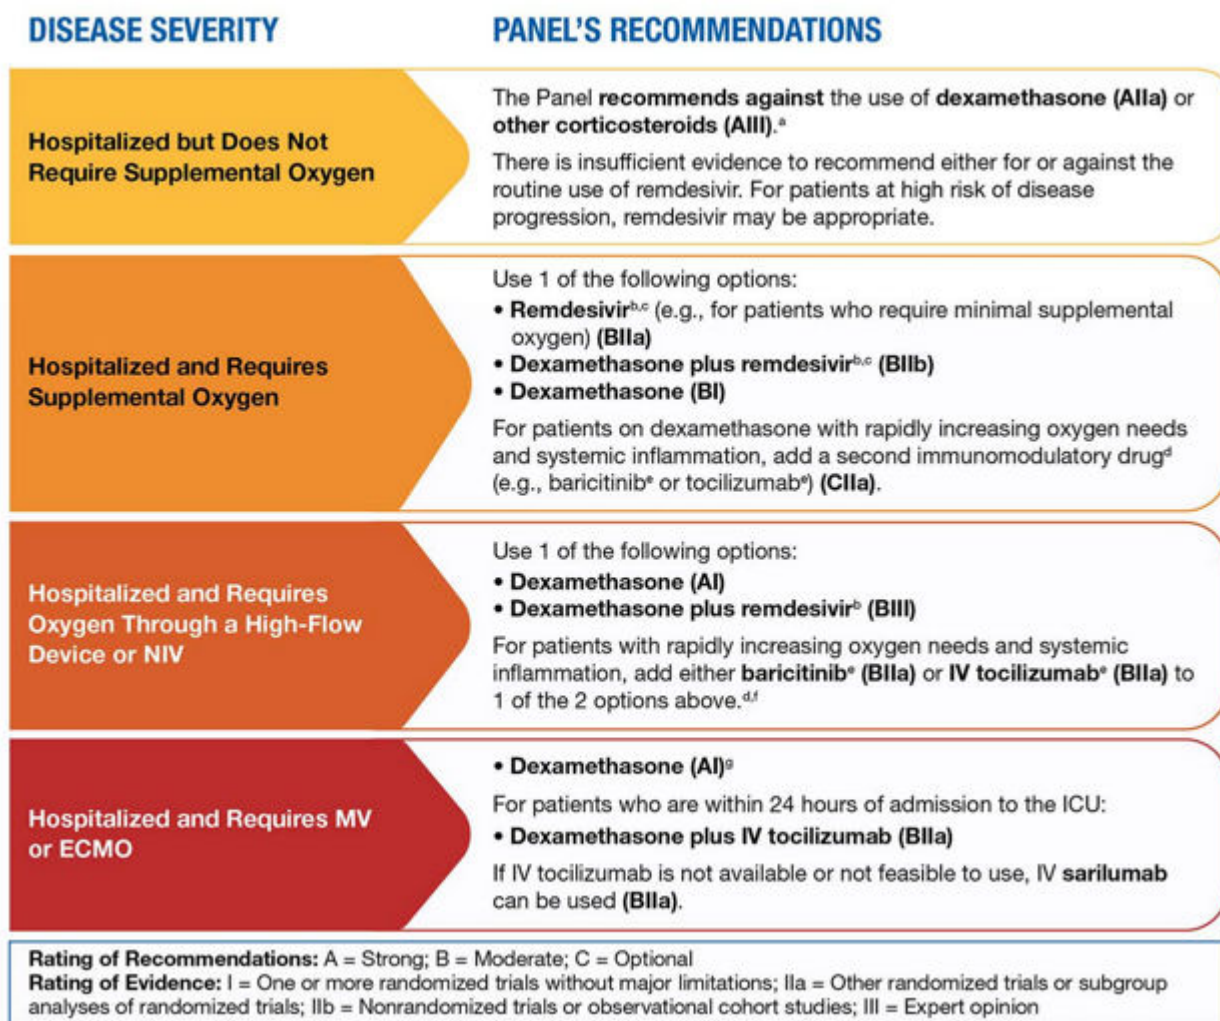 DISEASE SEVERITY
PANEL'S RECOMMENDATIONS
Hospitalized but Does Not
Require Supplemental Oxygen
The Panel recommends against the use of dexamethasone (AIIa) or
other corticosteroids (AIII).ᵃ
There is insufficient evidence to recommend either for or against the
routine use of remdesivir. For patients at high risk of disease
progression, remdesivir may be appropriate.
Hospitalized and Requires
Supplemental Oxygen
Use 1 of the following options:
• Remdesivirᵇ,ᶜ (e.g., for patients who require minimal supplemental
oxygen) (BIIa)
• Dexamethasone plus remdesivirᵇ,ᶜ (BIIb)
• Dexamethasone (BI)
For patients on dexamethasone with rapidly increasing oxygen needs
and systemic inflammation, add a second immunomodulatory drugᵈ
(e.g., baricitinibᵉ or tocilizumabᵉ) (CIIa).
Hospitalized and Requires
Oxygen Through a High-Flow
Device or NIV
Use 1 of the following options:
• Dexamethasone (AI)
• Dexamethasone plus remdesivirᵇ (BIII)
For patients with rapidly increasing oxygen needs and systemic
inflammation, add either baricitinibᵉ (BIIa) or IV tocilizumabᵉ (BIIa) to
1 of the 2 options above.ᵈ,ᶠ
Hospitalized and Requires MV
or ECMO
• Dexamethasone (AI)ᵍ
For patients who are within 24 hours of admission to the ICU:
• Dexamethasone plus IV tocilizumab (BIIa)
If IV tocilizumab is not available or not feasible to use, IV sarilumab
can be used (BIIa).
Rating of Recommendations: A = Strong; B = Moderate; C = Optional
Rating of Evidence: I = One or more randomized trials without major limitations; IIa = Other randomized trials or subgroup
analyses of randomized trials; IIb = Nonrandomized trials or observational cohort studies; III = Expert opinion